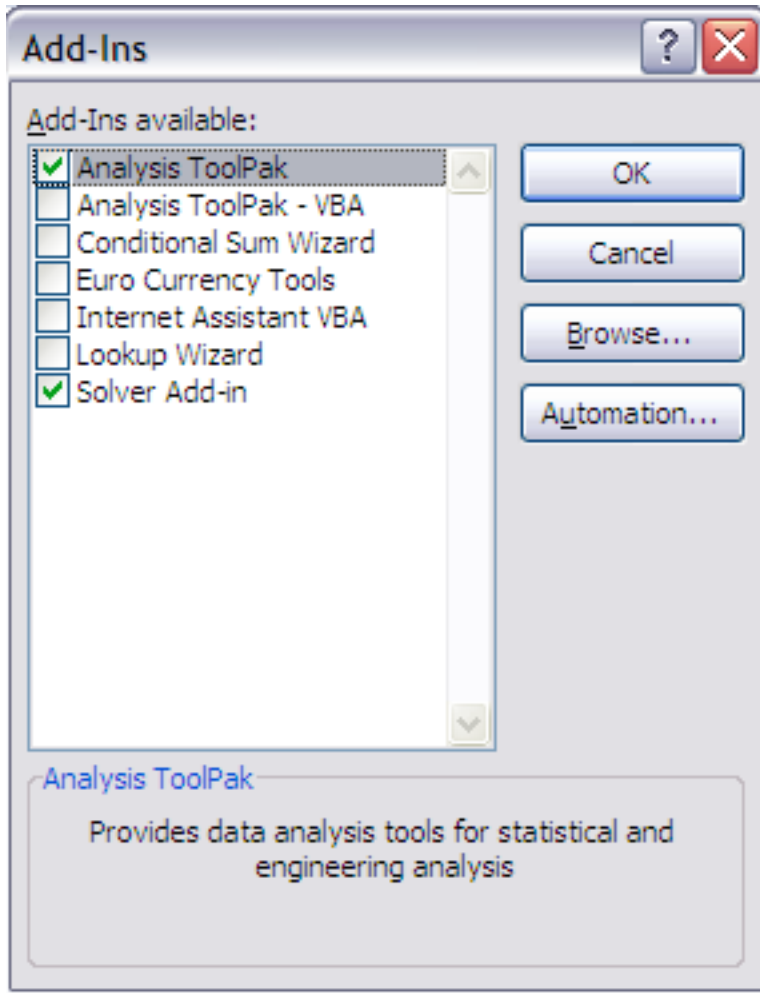 Add-Ins
?
Add-Ins available:
Analysis ToolPak
Analysis ToolPak - VBA
Conditional Sum Wizard
Euro Currency Tools
Internet Assistant VBA
Lookup Wizard
Solver Add-in
OK
Cancel
Browse...
Automation...
Analysis ToolPak
Provides data analysis tools for statistical and
engineering analysis